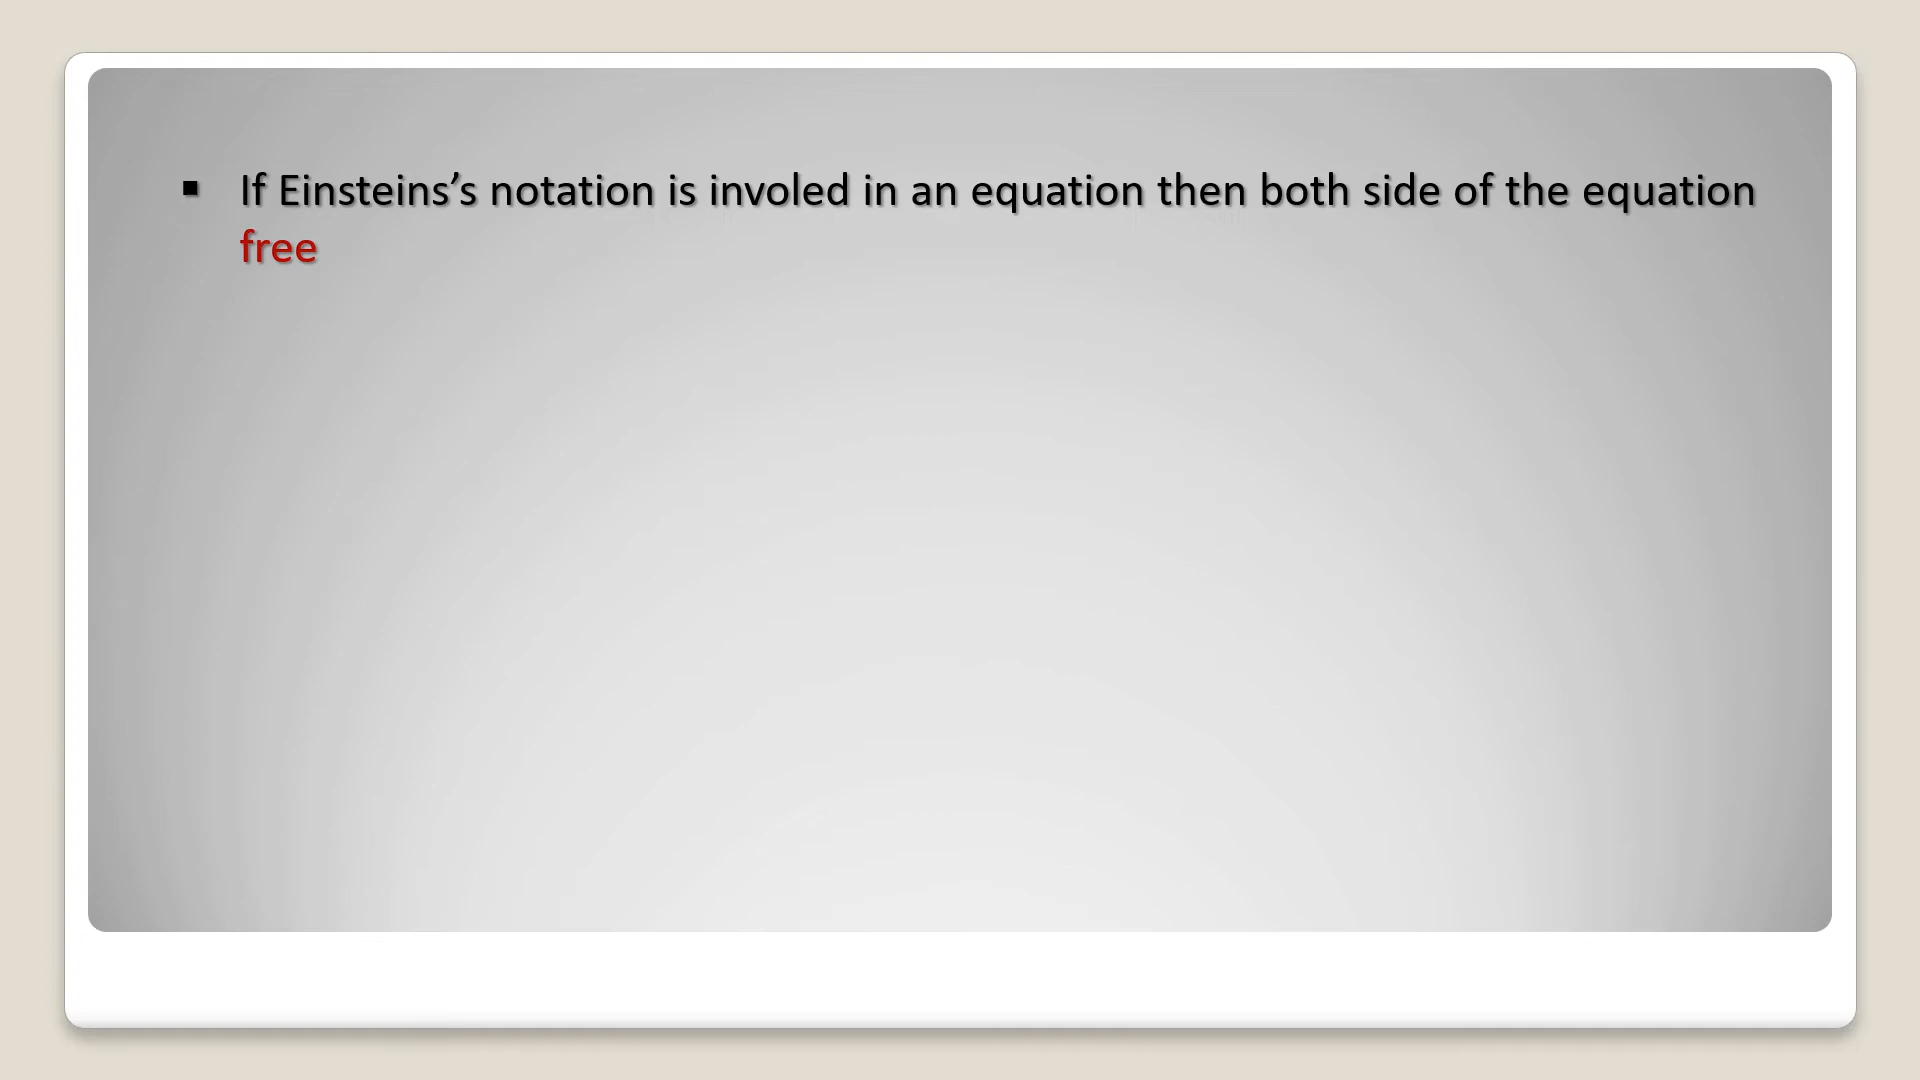 ▪ If Einsteins’s notation is involed in an equation then both side of the equation
free